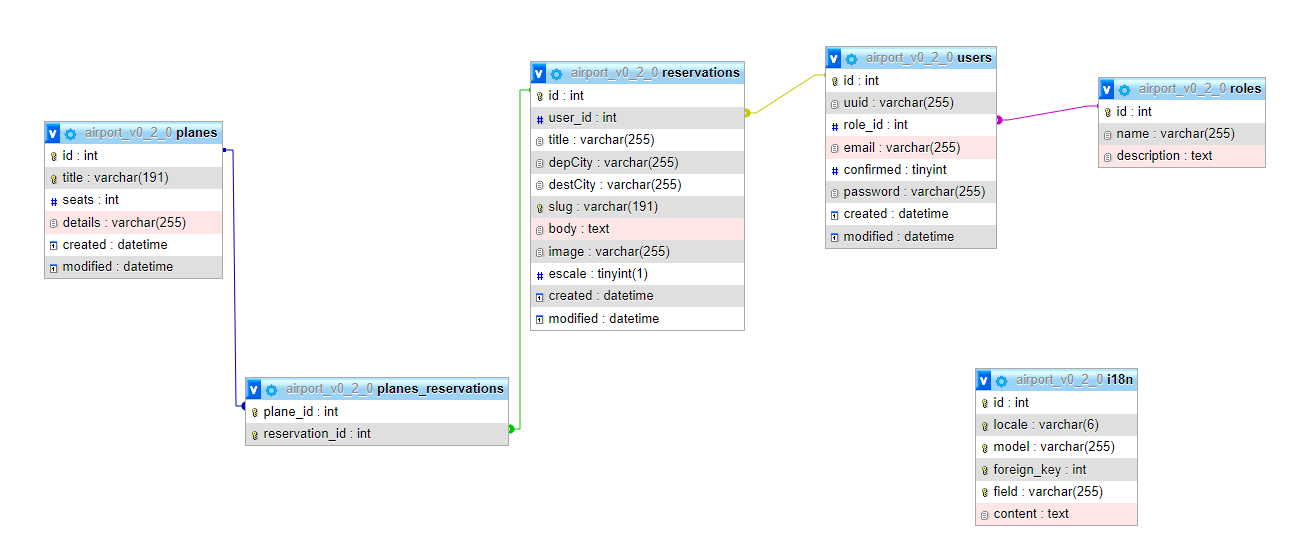 airport_v0_2_0 planes
id : int
title : varchar(191)
seats : int
details : varchar(255)
created : datetime
modified : datetime
airport_v0_2_0 planes_reservations
plane_id : int
reservation_id : int
airport_v0_2_0 reservations
id : int
user_id : int
title : varchar(255)
depCity : varchar(255)
destCity : varchar(255)
slug : varchar(191)
body : text
image : varchar(255)
escale : tinyint(1)
created : datetime
modified : datetime
airport_v0_2_0 users
id : int
uuid : varchar(255)
role_id : int
email : varchar(255)
confirmed : tinyint
password : varchar(255)
created : datetime
modified : datetime
airport_v0_2_0 roles
id : int
name : varchar(255)
description : text
airport_v0_2_0 i18n
id : int
locale : varchar(6)
model : varchar(255)
foreign_key : int
field : varchar(255)
content : text